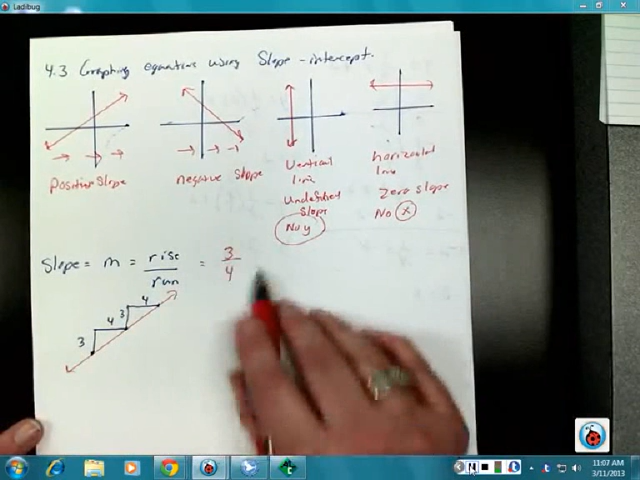 Ladibug
4.3 Graphing equations using Slope-intercept.
Positive Slope
negative slope
Vertical line
Undefined Slope
No y
horizontal line
Zero slope
No x
Slope = m = rise/run = 3/4
3 4 3 4
11:07 AM
3/11/2013